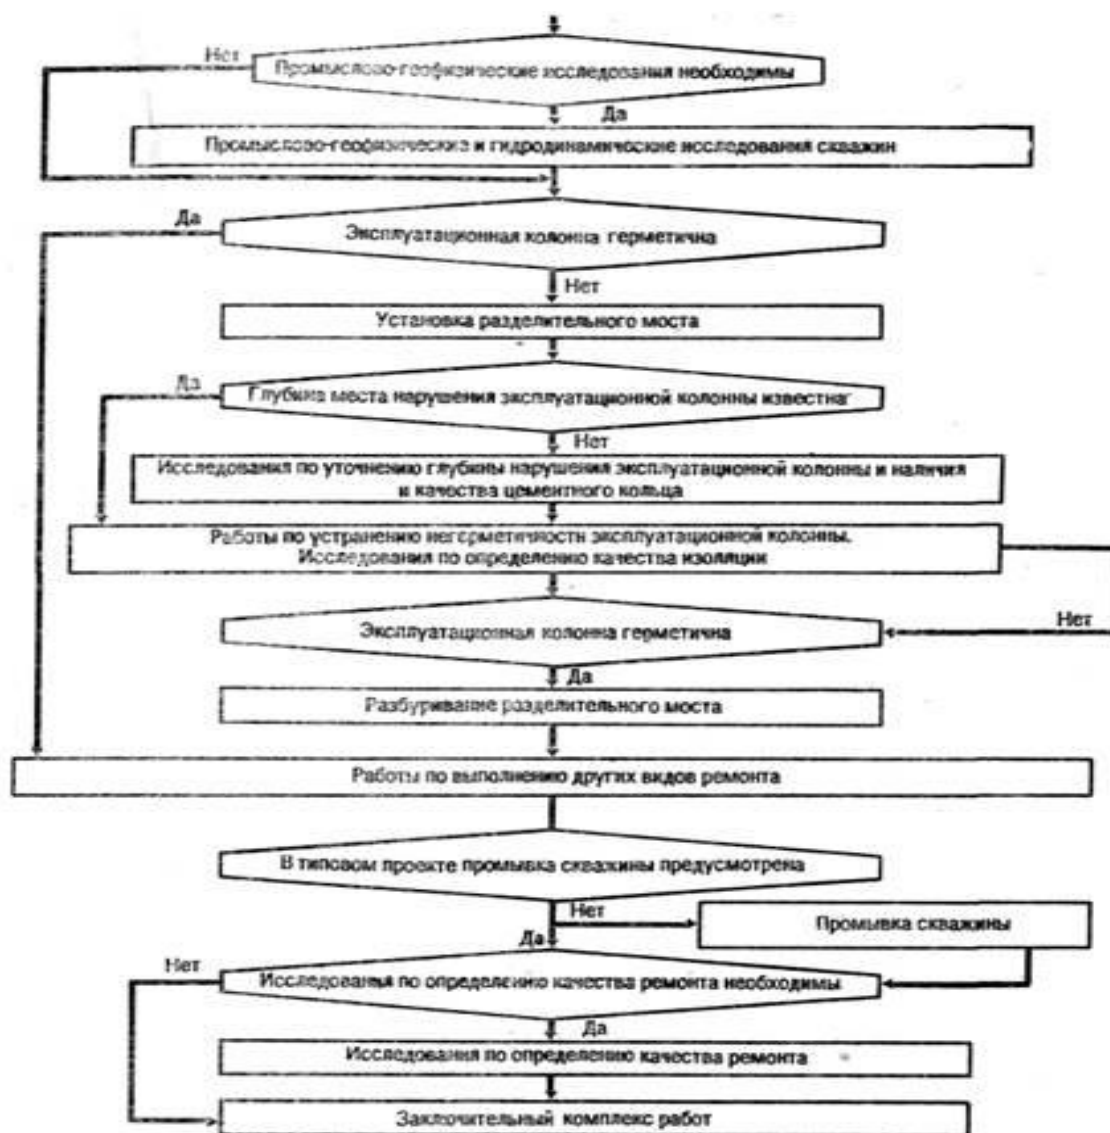 Нет
Промыслово-геофизические исследования необходимы
Да
Промыслово-геофизические и гидродинамические исследования скважин
Да
Эксплуатационная колонна герметична
Нет
Установка разделительного моста
Да
Глубина места нарушения эксплуатационной колонны известна
Нет
Исследования по уточнению глубины нарушения эксплуатационной колонны и наличия
и качества цементного кольца
Работы по устранению негерметичности эксплуатационной колонны.
Исследования по определению качества изоляции
Эксплуатационная колонна герметична
Нет
Да
Разбуривание разделительного моста
Работы по выполнению других видов ремонта
В типовом проекте промывка скважины предусмотрена
Нет
Промывка скважины
Да
Нет
Исследования по определению качества ремонта необходимы
Да
Исследования по определению качества ремонта
Заключительный комплекс работ